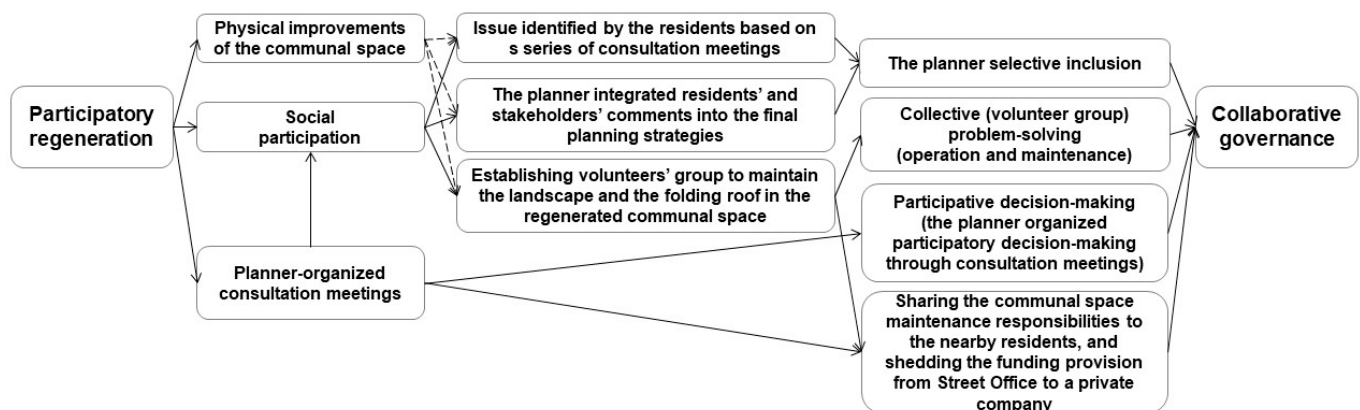 Participatory
regeneration
Physical improvements
of the communal space
Social
participation
Planner-organized
consultation meetings
Issue identified by the residents based on
s series of consultation meetings
The planner integrated residents’ and
stakeholders’ comments into the final
planning strategies
Establishing volunteers’ group to maintain
the landscape and the folding roof in the
regenerated communal space
The planner selective inclusion
Collective (volunteer group)
problem-solving
(operation and maintenance)
Participative decision-making
(the planner organized
participatory decision-making
through consultation meetings)
Sharing the communal space
maintenance responsibilities to
the nearby residents, and
shedding the funding provision
from Street Office to a private
company
Collaborative
governance